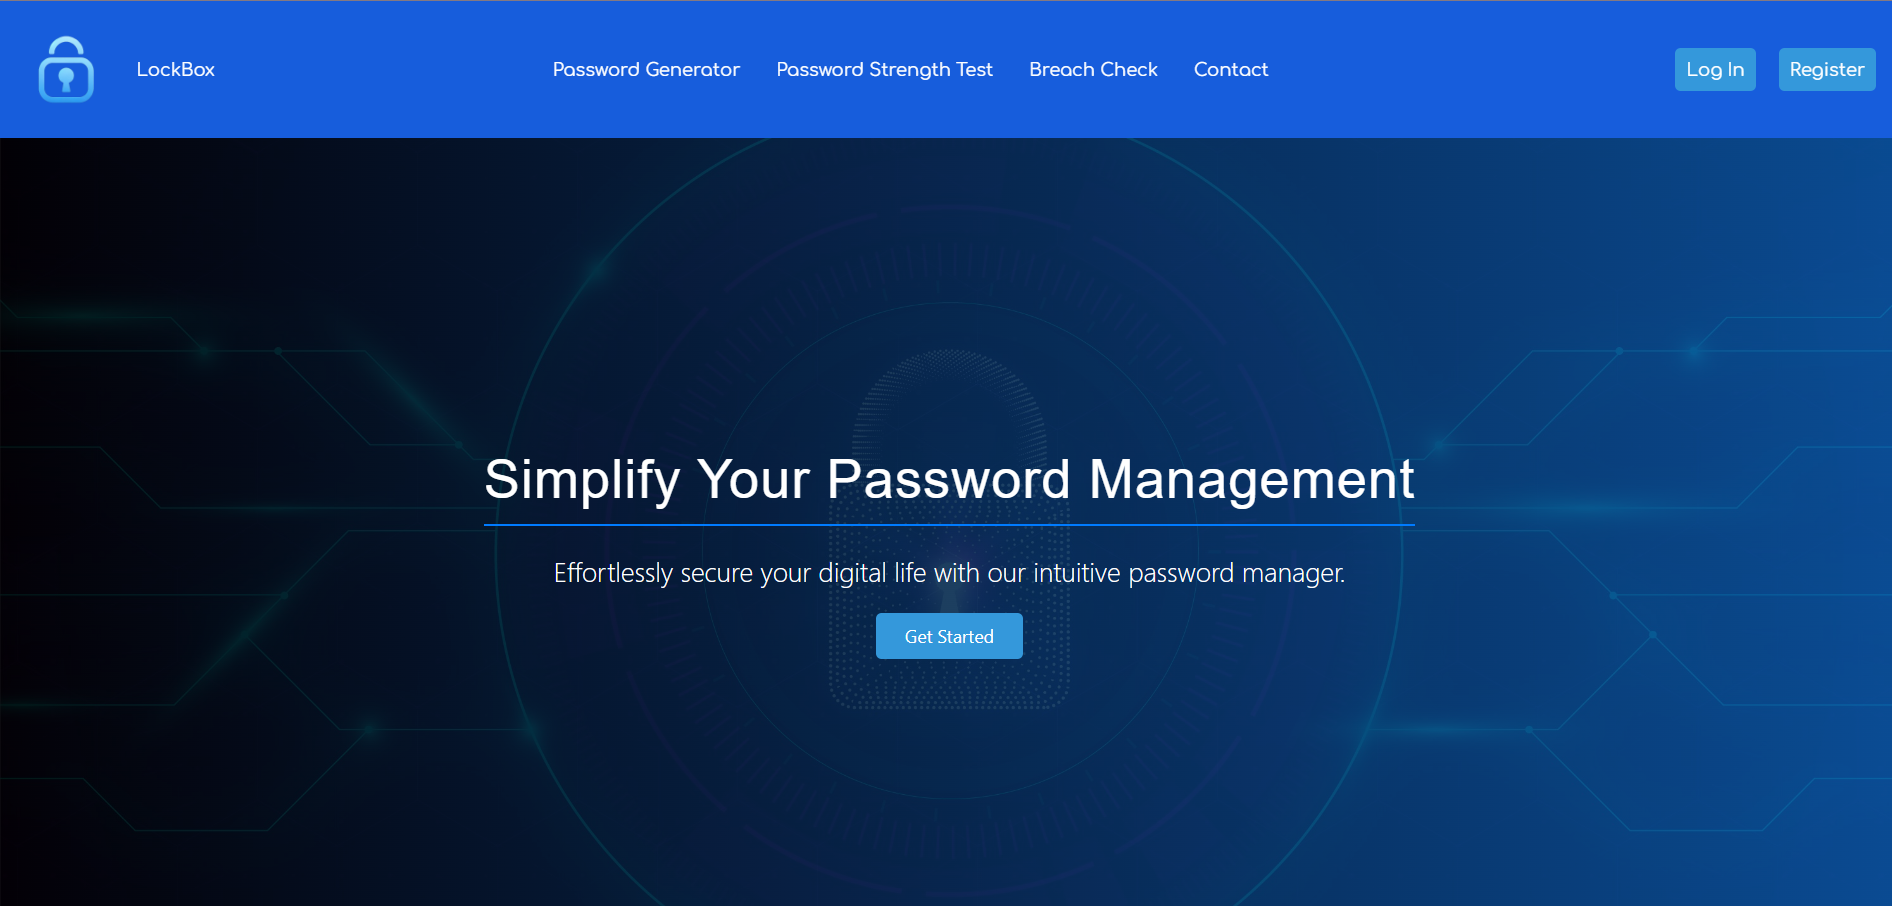 LockBox
Password Generator
Password Strength Test
Breach Check
Contact
Log In
Register
Simplify Your Password Management
Effortlessly secure your digital life with our intuitive password manager.
Get Started